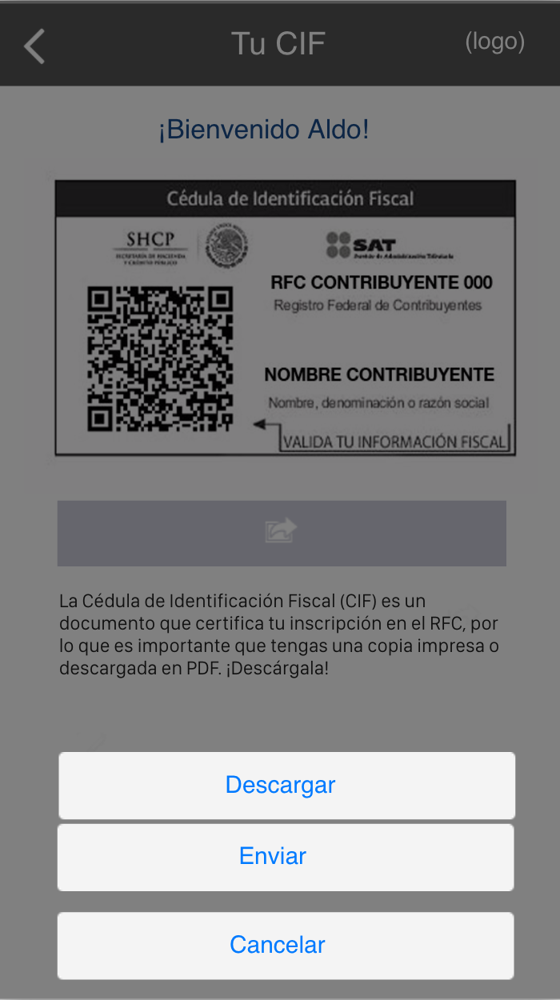 Tu CIF
(logo)
¡Bienvenido Aldo!
Cédula de Identificación Fiscal
SHCP
SECRETARÍA DE HACIENDA
Y CRÉDITO PÚBLICO
SAT
Servicio de Administración Tributaria
RFC CONTRIBUYENTE 000
Registro Federal de Contribuyentes
NOMBRE CONTRIBUYENTE
Nombre, denominación o razón social
VALIDA TU INFORMACIÓN FISCAL
La Cédula de Identificación Fiscal (CIF) es un
documento que certifica tu inscripción en el RFC, por
lo que es importante que tengas una copia impresa o
descargada en PDF. ¡Descárgala!
Descargar
Enviar
Cancelar